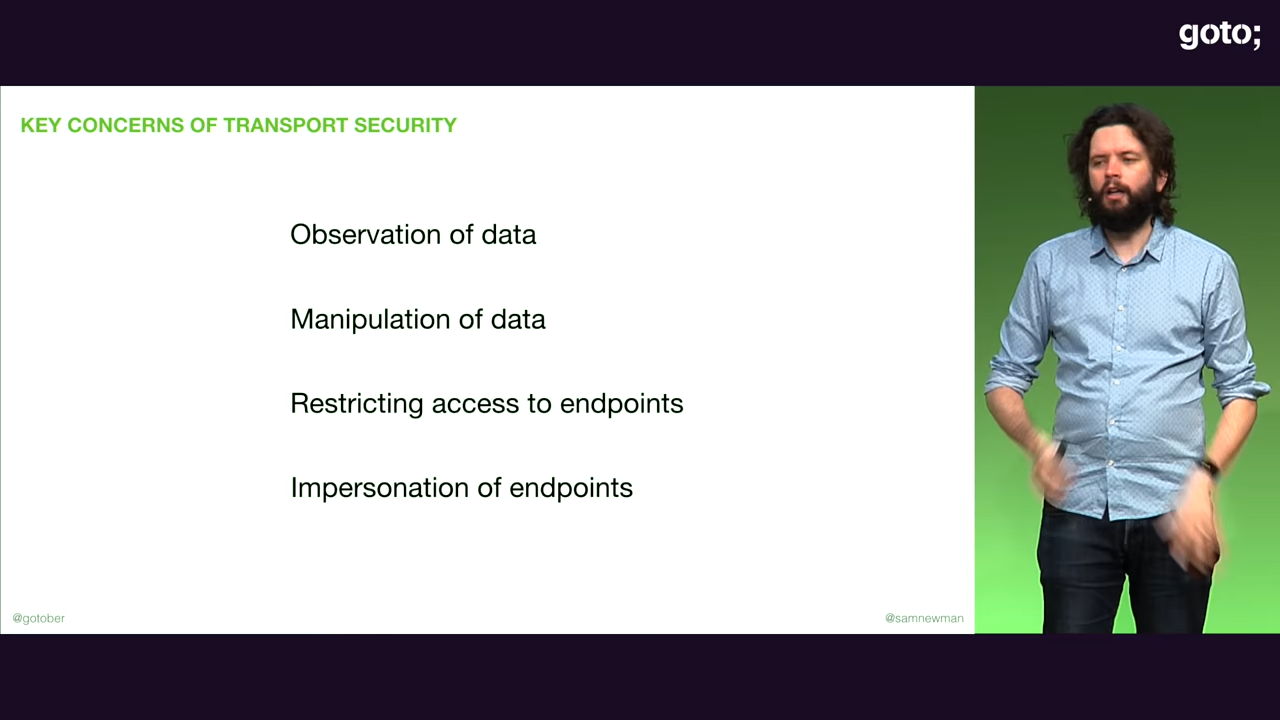 goto;
KEY CONCERNS OF TRANSPORT SECURITY
Observation of data
Manipulation of data
Restricting access to endpoints
Impersonation of endpoints
@gotober
@samnewman